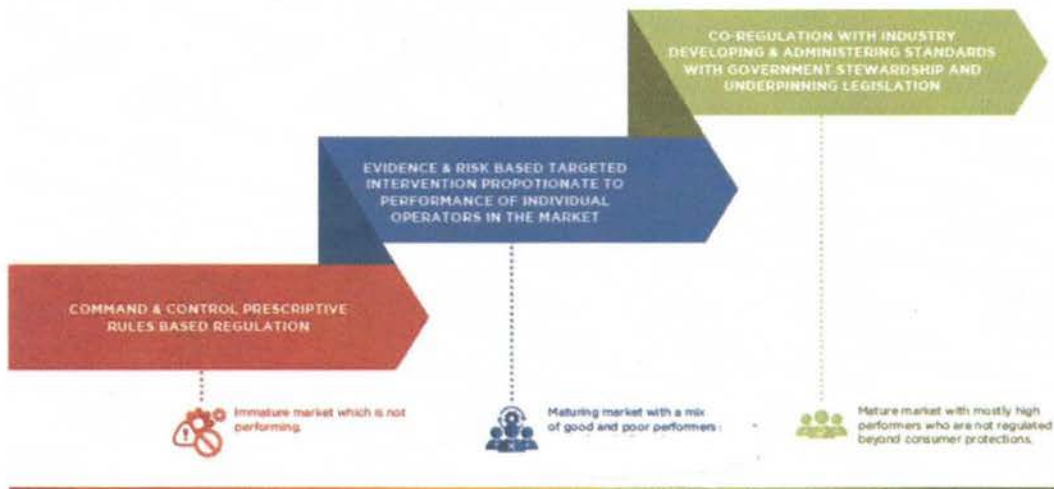 CO-REGULATION WITH INDUSTRY
DEVELOPING & ADMINISTERING STANDARDS
WITH GOVERNMENT STEWARDSHIP AND
UNDERPINNING LEGISLATION
EVIDENCE & RISK BASED TARGETED
INTERVENTION PROPOTIONATE TO
PERFORMANCE OF INDIVIDUAL
OPERATORS IN THE MARKET
COMMAND & CONTROL PRESCRIPTIVE
RULES BASED REGULATION
Immature market which is not
performing.
Maturing market with a mix
of good and poor performers
Mature market with mostly high
performers who are not regulated
beyond consumer protections.